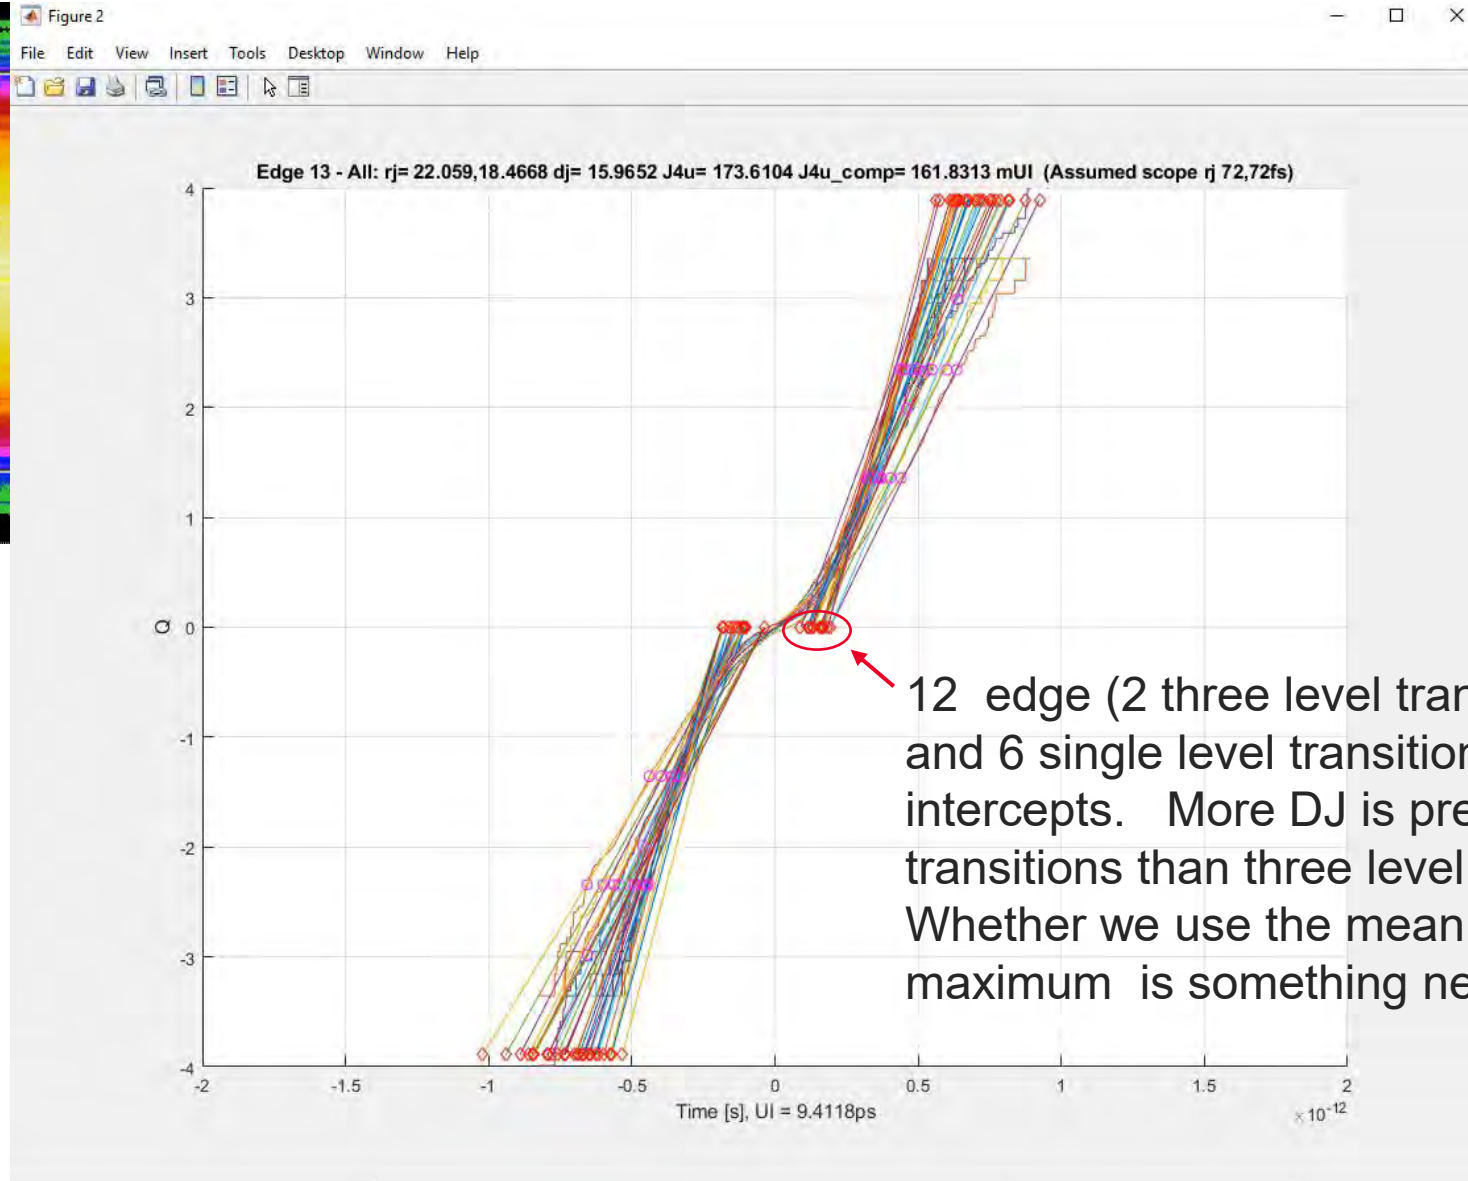 Figure 2
File Edit View Insert Tools Desktop Window Help
Edge 13 - All: rj= 22.059,18.4668 dj= 15.9652 J4u= 173.6104 J4u_comp= 161.8313 mUI (Assumed scope rj 72,72fs)
4
3
2
1
0
-1
-2
-3
-4
Q
12 edge (2 three level tran
and 6 single level transition
intercepts. More DJ is pre
transitions than three level
Whether we use the mean
maximum is something ne
-2 -1.5 -1 -0.5 0 0.5 1 1.5 2
Time [s], UI = 9.4118ps
×10-12